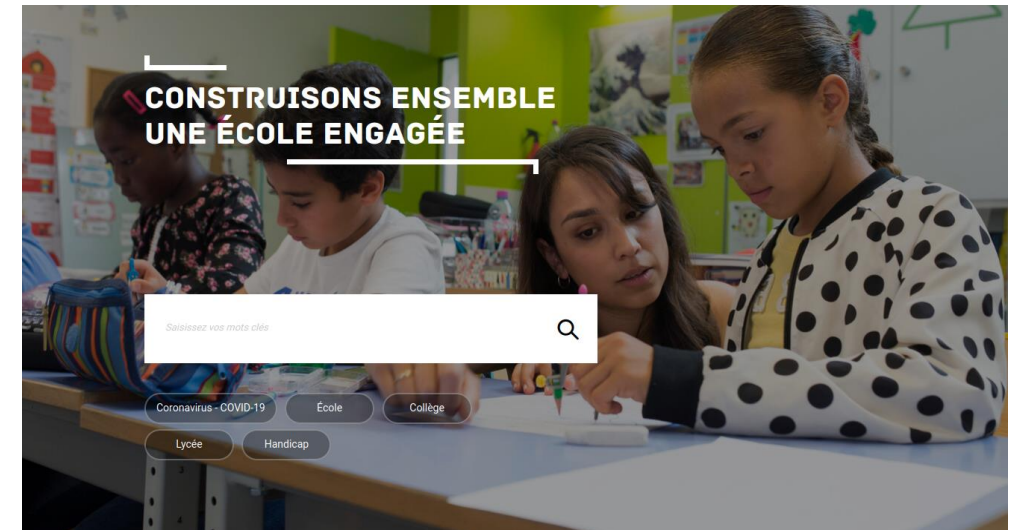 CONSTRUISONS ENSEMBLE
UNE ÉCOLE ENGAGÉE
Saisissez vos mots clés
Coronavirus - COVID-19
École
Collège
Lycée
Handicap